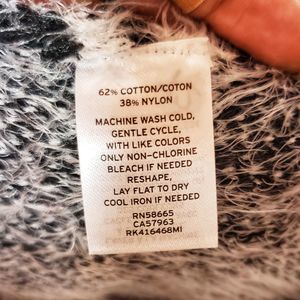 62% COTTON/COTON
38% NYLON
MACHINE WASH COLD,
GENTLE CYCLE,
WITH LIKE COLORS
ONLY NON-CHLORINE
BLEACH IF NEEDED
RESHAPE,
LAY FLAT TO DRY
COOL IRON IF NEEDED
RN58665
CA57963
RK416468MI